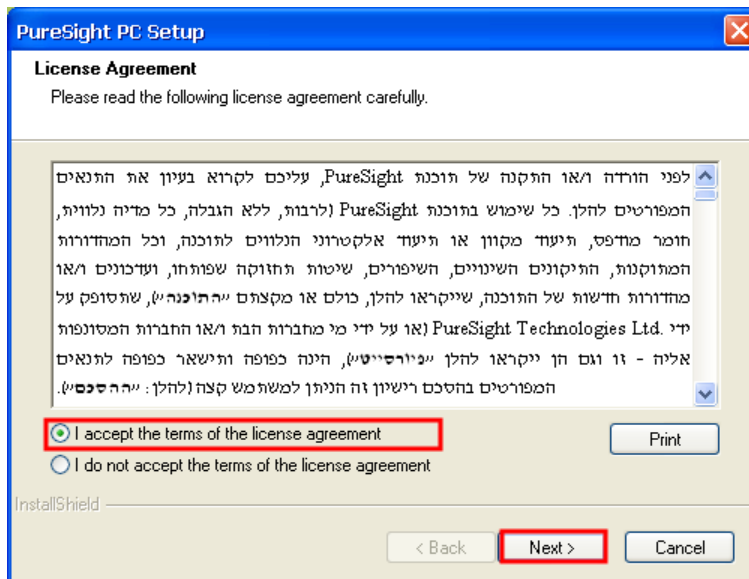 PureSight PC Setup
License Agreement
Please read the following license agreement carefully.
לפני הורדה ו/או התקנה של תוכנת PureSight, עליכם לקרוא בעיון את התנאים
המפורטים להלן. כל שימוש בתוכנת PureSight (לרבות, ללא הגבלה, כל מדיה נלווית,
חומר מודפס, תיעוד מקוון או תיעוד אלקטרוני הנלווים לתוכנה, וכל המהדורות
המתוקנות, התיקונים השינויים, השיפורים, שיטות תחזוקה שפותחו, ועדכונים ו/או
מהדורות חדשות של התוכנה, שייקראו להלן, כולם או מקצתם "התוכנה"), שתסופק על
ידי PureSight Technologies Ltd. (או על ידי מי מחברות הבת ו/או החברות המסונפות
אליה - זו וגם הן ייקראו להלן "פיורסייט"), הינה כפופה ותישאר כפופה לתנאים
המפורטים בהסכם רישיון זה הניתן למשתמש קצה (להלן: "ההסכם").
I accept the terms of the license agreement
Print
I do not accept the terms of the license agreement
InstallShield
< Back
Next >
Cancel